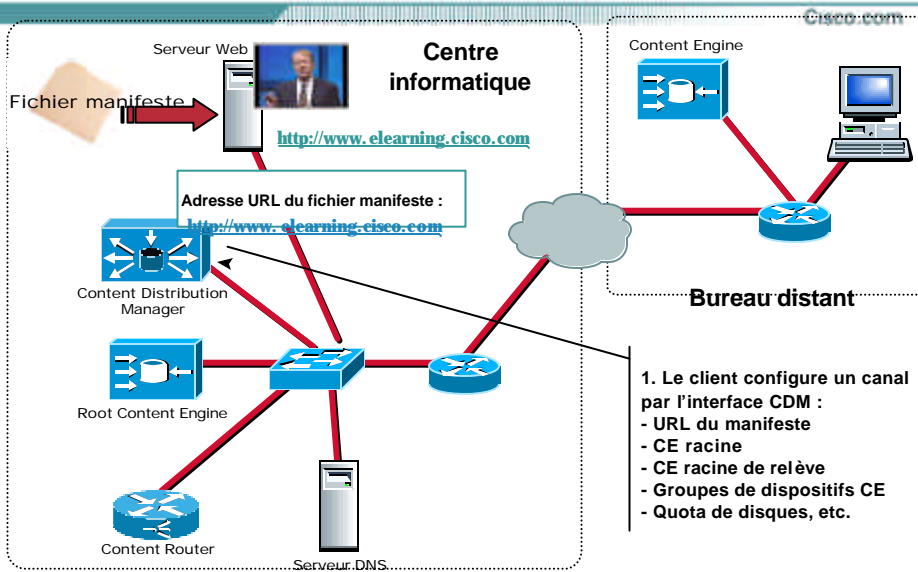 Cisco.com
Serveur Web
Centre
informatique
Fichier manifeste
http://www. elearning.cisco.com
Adresse URL du fichier manifeste :
http://www. elearning.cisco.com
Content Distribution
Manager
Root Content Engine
Content Router
Serveur DNS
Content Engine
Bureau distant
1. Le client configure un canal
par l'interface CDM :
- URL du manifeste
- CE racine
- CE racine de relève
- Groupes de dispositifs CE
- Quota de disques, etc.